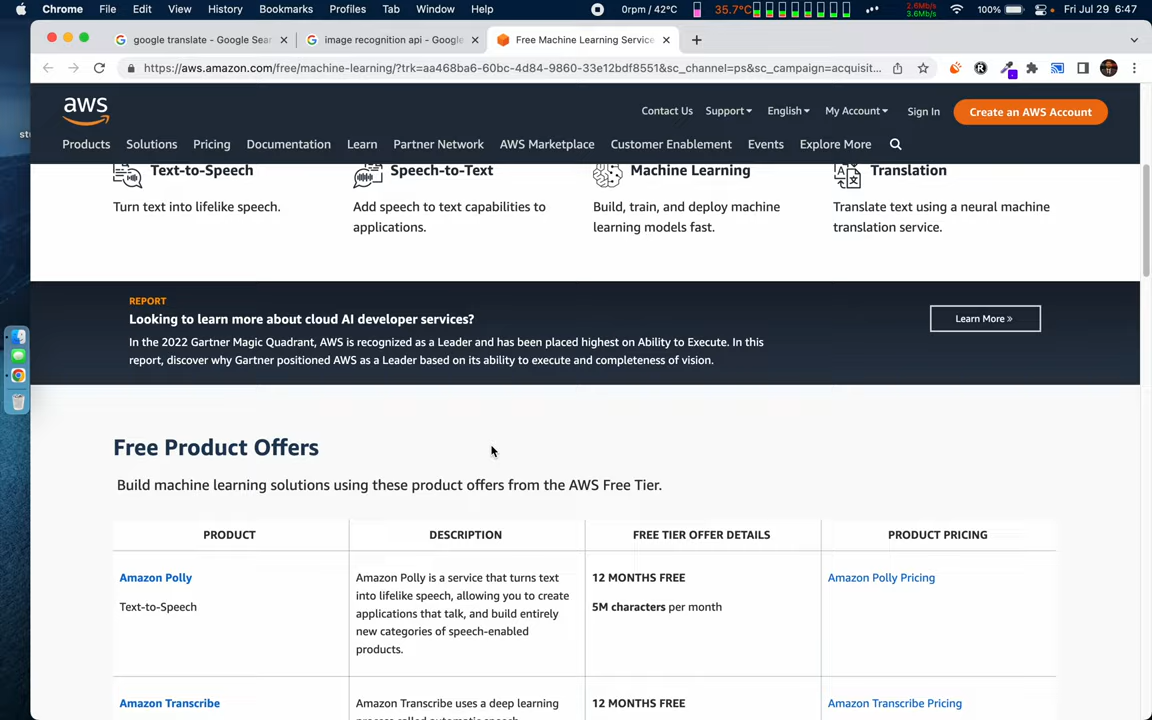 Chrome File Edit View History Bookmarks Profiles Tab Window Help 0rpm / 42°C 35.7°C 2.6Mb/s 3.6Mb/s 100% Fri Jul 29 6:47
google translate - Google Sear
image recognition api - Google
Free Machine Learning Service
https://aws.amazon.com/free/machine-learning/?trk=aa468ba6-60bc-4d84-9860-33e12bdf8551&sc_channel=ps&sc_campaign=acquisit...
aws
Contact Us Support English My Account Sign In Create an AWS Account
Products Solutions Pricing Documentation Learn Partner Network AWS Marketplace Customer Enablement Events Explore More
Text-to-Speech Speech-to-Text Machine Learning Translation
Turn text into lifelike speech.
Add speech to text capabilities to
applications.
Build, train, and deploy machine
learning models fast.
Translate text using a neural machine
translation service.
REPORT
Looking to learn more about cloud AI developer services?
In the 2022 Gartner Magic Quadrant, AWS is recognized as a Leader and has been placed highest on Ability to Execute. In this
report, discover why Gartner positioned AWS as a Leader based on its ability to execute and completeness of vision.
Learn More »
Free Product Offers
Build machine learning solutions using these product offers from the AWS Free Tier.
PRODUCT DESCRIPTION FREE TIER OFFER DETAILS PRODUCT PRICING
Amazon Polly
Text-to-Speech
Amazon Polly is a service that turns text
into lifelike speech, allowing you to create
applications that talk, and build entirely
new categories of speech-enabled
products.
12 MONTHS FREE
5M characters per month
Amazon Polly Pricing
Amazon Transcribe
Amazon Transcribe uses a deep learning
process called automatic speech
12 MONTHS FREE
Amazon Transcribe Pricing